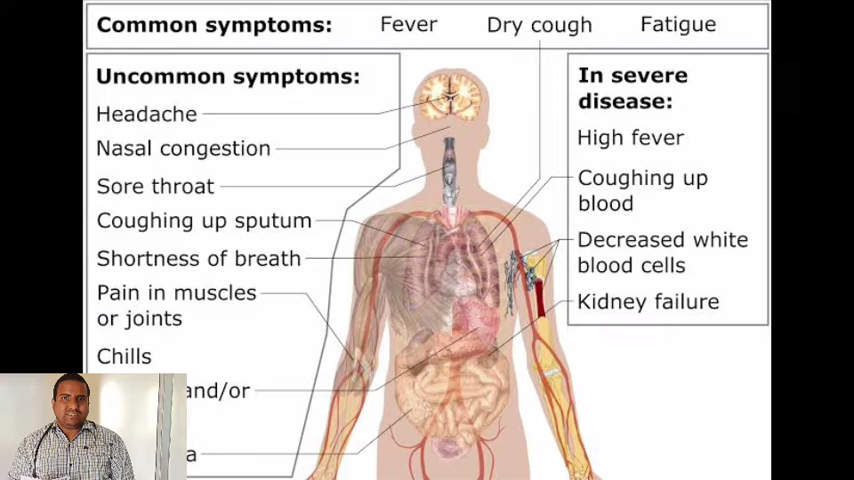 Common symptoms: Fever Dry cough Fatigue
Uncommon symptoms:
Headache
Nasal congestion
Sore throat
Coughing up sputum
Shortness of breath
Pain in muscles
or joints
Chills
and/or
In severe
disease:
High fever
Coughing up
blood
Decreased white
blood cells
Kidney failure